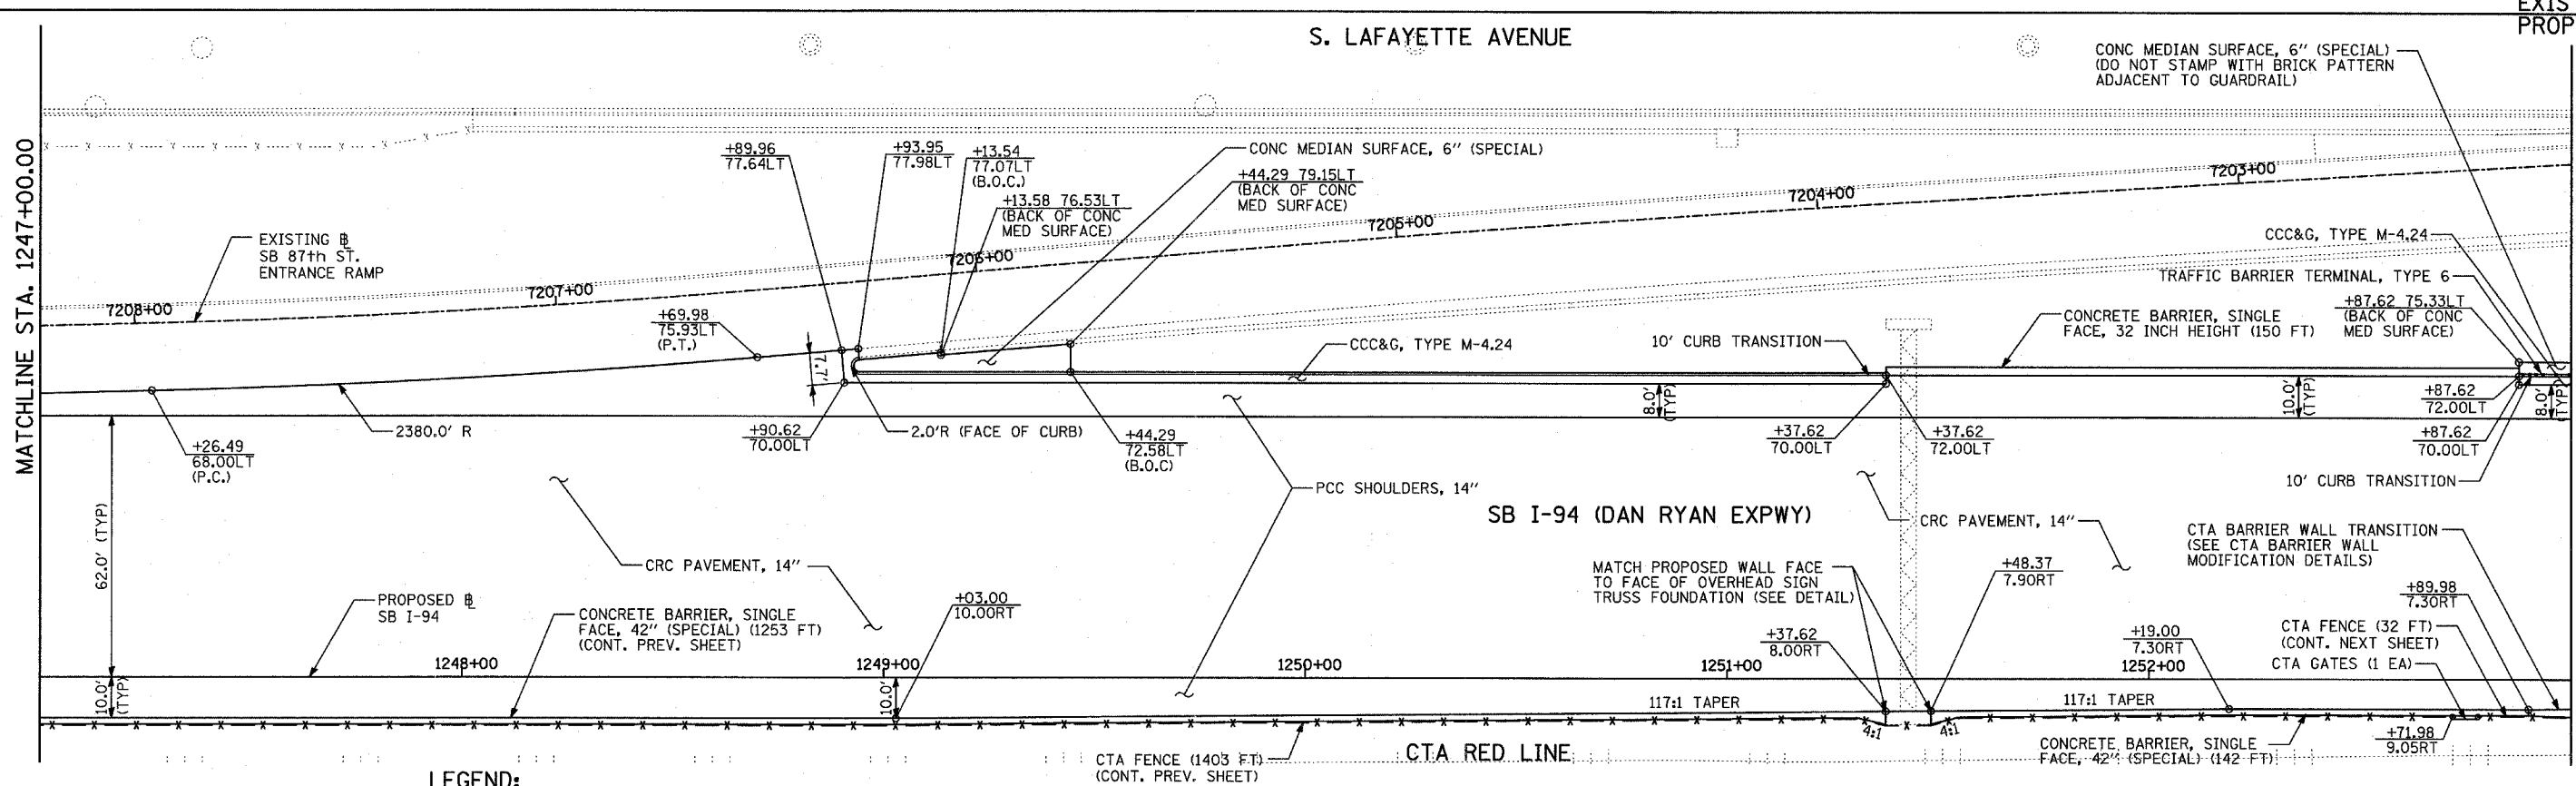 EXIS
PROP
S. LAFAYETTE AVENUE
CONC MEDIAN SURFACE, 6" (SPECIAL)
(DO NOT STAMP WITH BRICK PATTERN
ADJACENT TO GUARDRAIL)
MATCHLINE STA. 1247+00.00
+89.96
77.64LT
+93.95
77.98LT
+13.54
77.07LT
(B.O.C.)
CONC MEDIAN SURFACE, 6" (SPECIAL)
+13.58 76.53LT
(BACK OF CONC
MED SURFACE)
+44.29 79.15LT
(BACK OF CONC
MED SURFACE)
7203+00
7204+00
7205+00
7206+00
7207+00
7208+00
EXISTING B
SB 87th ST.
ENTRANCE RAMP
CCC&G, TYPE M-4.24
TRAFFIC BARRIER TERMINAL, TYPE 6
+87.62 75.33LT
(BACK OF CONC
MED SURFACE)
+69.98
75.93LT
(P.T.)
7.7'
CCC&G, TYPE M-4.24
10' CURB TRANSITION
CONCRETE BARRIER, SINGLE
FACE, 32 INCH HEIGHT (150 FT)
8.0'
(TYP)
10.0'
(TYP)
+87.62
72.00LT
8.0'
(TYP)
+26.49
68.00LT
(P.C.)
2380.0' R
+90.62
70.00LT
2.0'R (FACE OF CURB)
+44.29
72.58LT
(B.O.C)
+37.62
70.00LT
+37.62
72.00LT
+87.62
70.00LT
10' CURB TRANSITION
62.0' (TYP)
PCC SHOULDERS, 14"
SB I-94 (DAN RYAN EXPWY)
CRC PAVEMENT, 14"
CTA BARRIER WALL TRANSITION
(SEE CTA BARRIER WALL
MODIFICATION DETAILS)
CRC PAVEMENT, 14"
MATCH PROPOSED WALL FACE
TO FACE OF OVERHEAD SIGN
TRUSS FOUNDATION (SEE DETAIL)
+48.37
7.90RT
PROPOSED B
SB I-94
CONCRETE BARRIER, SINGLE
FACE, 42" (SPECIAL) (1253 FT)
(CONT. PREV. SHEET)
+03.00
10.00RT
+37.62
8.00RT
+19.00
7.30RT
+89.98
7.30RT
CTA FENCE (32 FT)
(CONT. NEXT SHEET)
CTA GATES (1 EA)
1248+00
1249+00
1250+00
1251+00
1252+00
10.0'
(TYP)
10.0'
117:1 TAPER
117:1 TAPER
4:1
4:1
CTA FENCE (1403 FT)
(CONT. PREV. SHEET)
CTA RED LINE
CONCRETE BARRIER, SINGLE
FACE, 42" (SPECIAL) (142 FT)
+71.98
9.05RT
LEGEND: